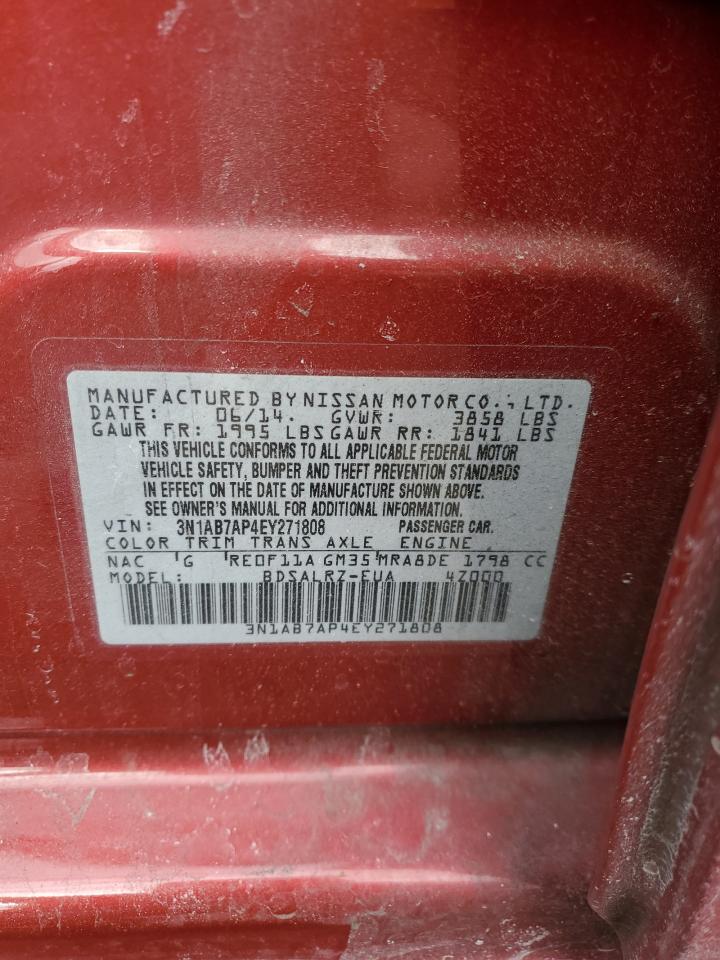 MANUFACTURED BY NISSAN MOTOR CO., LTD.
DATE: 06/14. GVWR: 3858 LBS
GAWR FR: 1995 LBS GAWR RR: 1841 LBS
THIS VEHICLE CONFORMS TO ALL APPLICABLE FEDERAL MOTOR
VEHICLE SAFETY, BUMPER AND THEFT PREVENTION STANDARDS
IN EFFECT ON THE DATE OF MANUFACTURE SHOWN ABOVE.
SEE OWNER'S MANUAL FOR ADDITIONAL INFORMATION.
VIN: 3N1AB7AP4EY271808 PASSENGER CAR.
COLOR TRIM TRANS AXLE ENGINE
NAC G RE0F11A GM35 MRA8DE 1798 CC
MODEL: BDSALRZ-EUA 4Z000
3N1AB7AP4EY271808